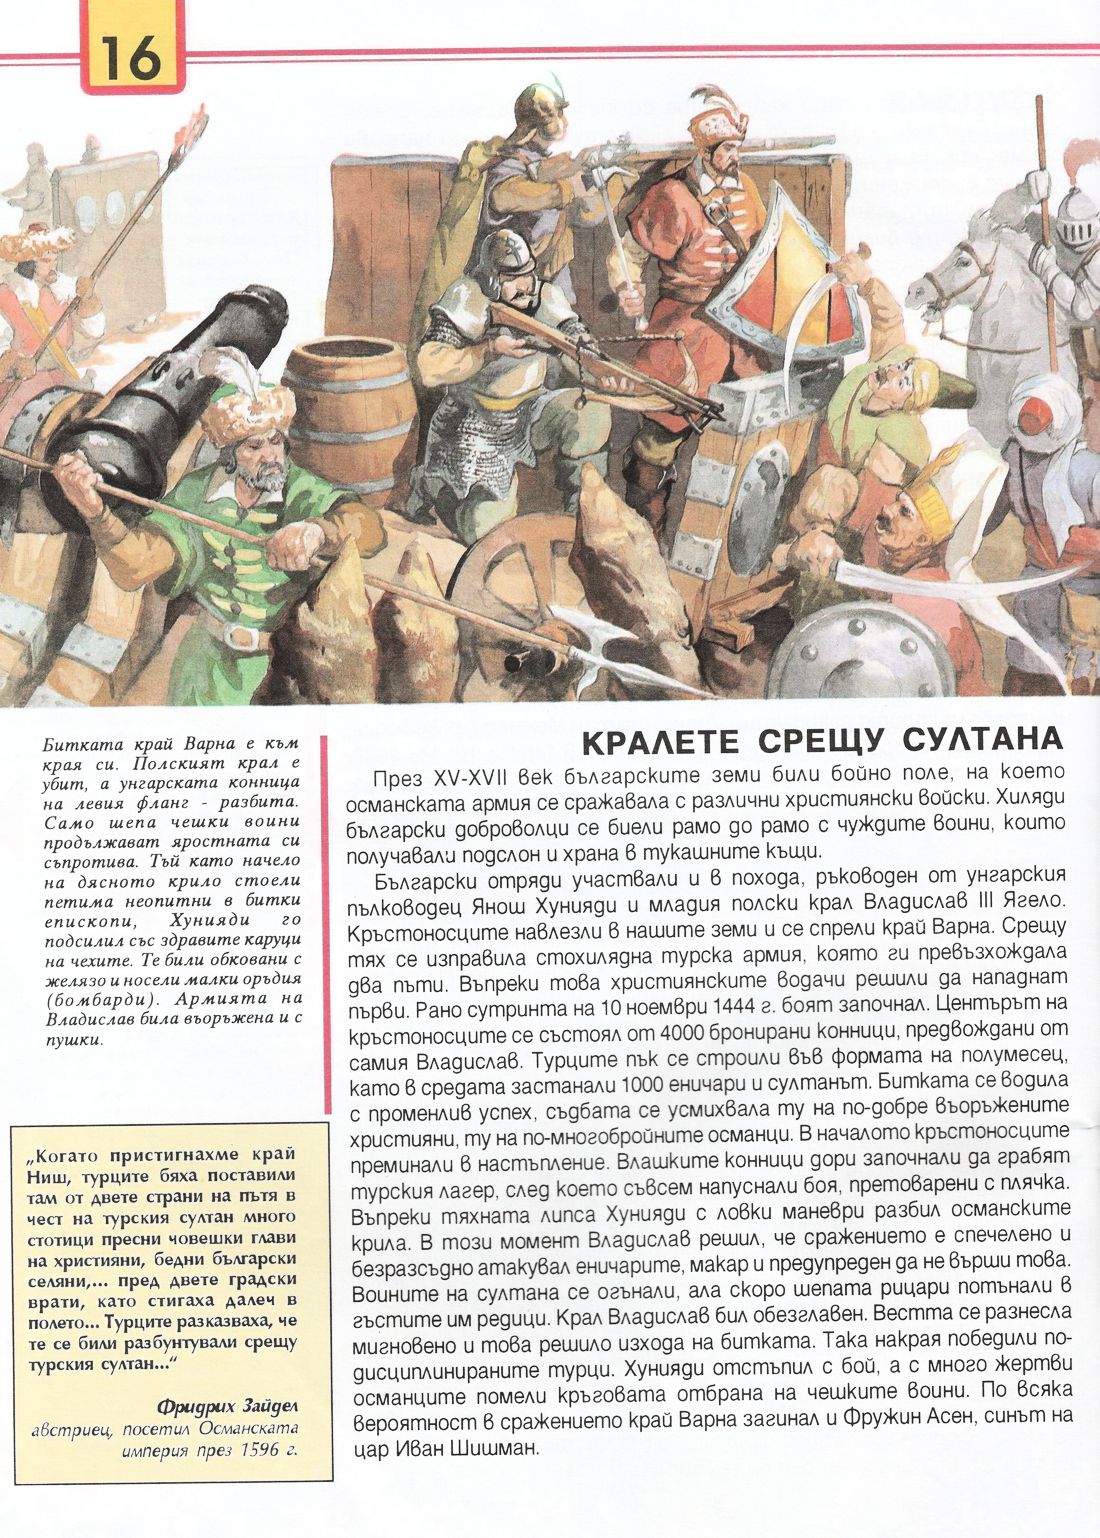 16
Битката край Варна е към
края си. Полският крал е
убит, а унгарската конница
на левия фланг - разбита.
Само шепа чешки воини
продължават яростната си
съпротива. Тъй като начело
на дясното крило стоели
петима неопитни в битки
епископи, Хунияди го
подсилил със здравите каруци
на чехите. Те били обковани с
желязо и носели малки оръдия
(бомбарди). Армията на
Владислав била въоръжена и с
пушки.
„Когато пристигнахме край
Ниш, турците бяха поставили
там от двете страни на пътя в
чест на турския султан много
стотици пресни човешки глави
на християни, бедни български
селяни,... пред двете градски
врати, като стигаха далеч в
полето... Турците разказваха, че
те се били разбунтували срещу
турския султан...“
Фридрих Зайдел
австриец, посетил Османската
империя през 1596 г.
КРАЛЕТЕ СРЕЩУ СУЛТАНА
През XV-XVII век българските земи били бойно поле, на което
османската армия се сражавала с различни християнски войски. Хиляди
български доброволци се биели рамо до рамо с чуждите воини, които
получавали подслон и храна в тукашните къщи.
Български отряди участвали и в похода, ръководен от унгарския
пълководец Янош Хунияди и младия полски крал Владислав III Ягело.
Кръстоносците навлезли в нашите земи и се спрели край Варна. Срещу
тях се изправила стохилядна турска армия, която ги превъзхождала
два пъти. Въпреки това християнските водачи решили да нападнат
първи. Рано сутринта на 10 ноември 1444 г. боят започнал. Центърът на
кръстоносците се състоял от 4000 бронирани конници, предвождани от
самия Владислав. Турците пък се строили във формата на полумесец,
като в средата застанали 1000 еничари и султанът. Битката се водила
с променлив успех, съдбата се усмихвала ту на по-добре въоръжените
християни, ту на по-многобройните османци. В началото кръстоносците
преминали в настъпление. Влашките конници дори започнали да грабят
турския лагер, след което съвсем напуснали боя, претоварени с плячка.
Въпреки тяхната липса Хунияди с ловки маневри разбил османските
крила. В този момент Владислав решил, че сражението е спечелено и
безразсъдно атакувал еничарите, макар и предупреден да не върши това.
Воините на султана се огънали, ала скоро шепата рицари потънали в
гъстите им редици. Крал Владислав бил обезглавен. Вестта се разнесла
мигновено и това решило изхода на битката. Така накрая победили по-
дисциплинираните турци. Хунияди отстъпил с бой, а с много жертви
османците помели кръговата отбрана на чешките воини. По всяка
вероятност в сражението край Варна загинал и Фружин Асен, синът на
цар Иван Шишман.